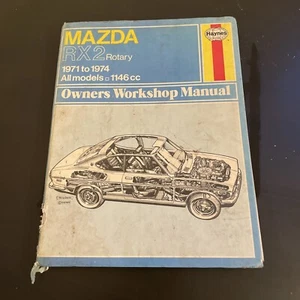 MAZDA
Haynes
RX2 Rotary
1971 to 1974
All models □ 1146 cc
Owners Workshop Manual